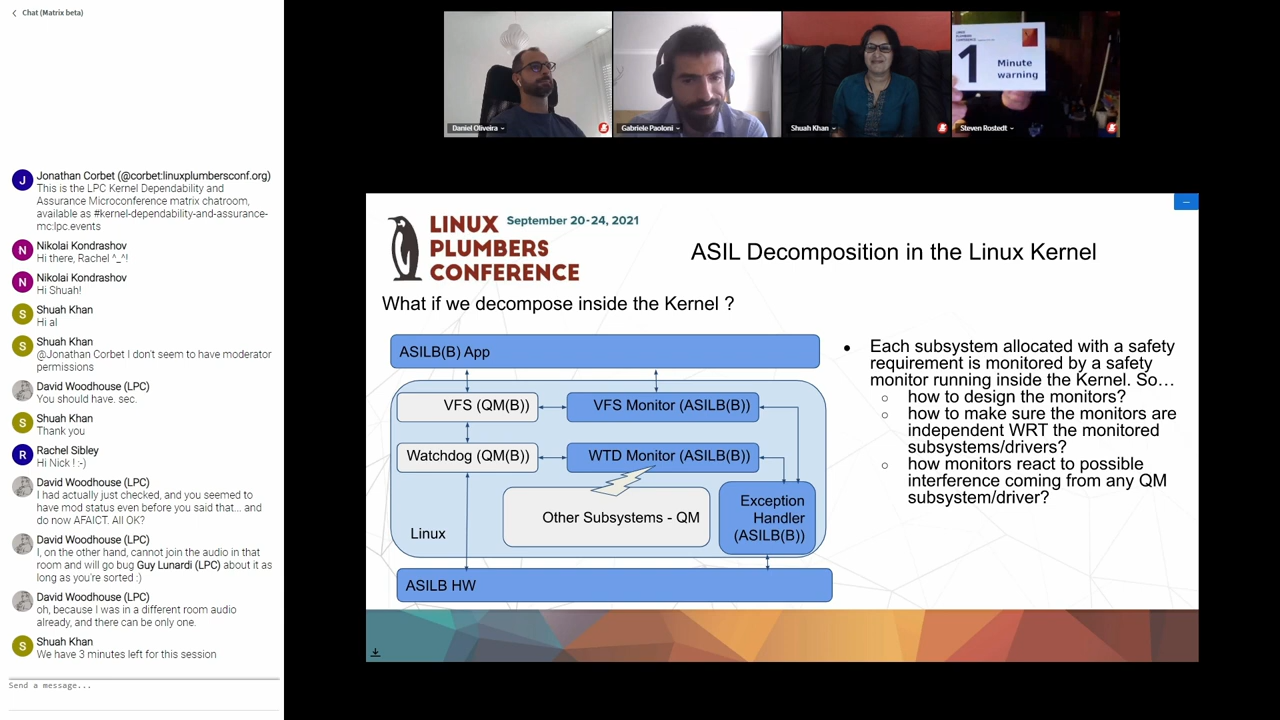 Chat (Matrix beta)
Jonathan Corbet (@corbet:linuxplumbersconf.org)
This is the LPC Kernel Dependability and
Assurance Microconference matrix chatroom,
available as #kernel-dependability-and-assurance-
mc:lpc.events
Nikolai Kondrashov
Hi there, Rachel ^_^!
Nikolai Kondrashov
Hi Shuah!
Shuah Khan
Hi al
Shuah Khan
@Jonathan Corbet I don't seem to have moderator
permissions
David Woodhouse (LPC)
You should have. sec.
Shuah Khan
Thank you
Rachel Sibley
Hi Nick ! :-)
David Woodhouse (LPC)
I had actually just checked, and you seemed to
have mod status even before you said that... and
do now AFAICT. All OK?
David Woodhouse (LPC)
I, on the other hand, cannot join the audio in that
room and will go bug Guy Lunardi (LPC) about it as
long as you're sorted :)
David Woodhouse (LPC)
oh, because I was in a different room audio
already, and there can be only one.
Shuah Khan
We have 3 minutes left for this session
Send a message...
Daniel Oliveira
Gabriele Paoloni
Shuah Khan
Steven Rostedt
1 Minute
warning
LINUX
PLUMBERS
CONFERENCE
September 20-24, 2021
ASIL Decomposition in the Linux Kernel
What if we decompose inside the Kernel ?
ASILB(B) App
VFS (QM(B))
VFS Monitor (ASILB(B))
Watchdog (QM(B))
WTD Monitor (ASILB(B))
Other Subsystems - QM
Exception
Handler
(ASILB(B))
Linux
ASILB HW
• Each subsystem allocated with a safety
requirement is monitored by a safety
monitor running inside the Kernel. So…
○ how to design the monitors?
○ how to make sure the monitors are
independent WRT the monitored
subsystems/drivers?
○ how monitors react to possible
interference coming from any QM
subsystem/driver?